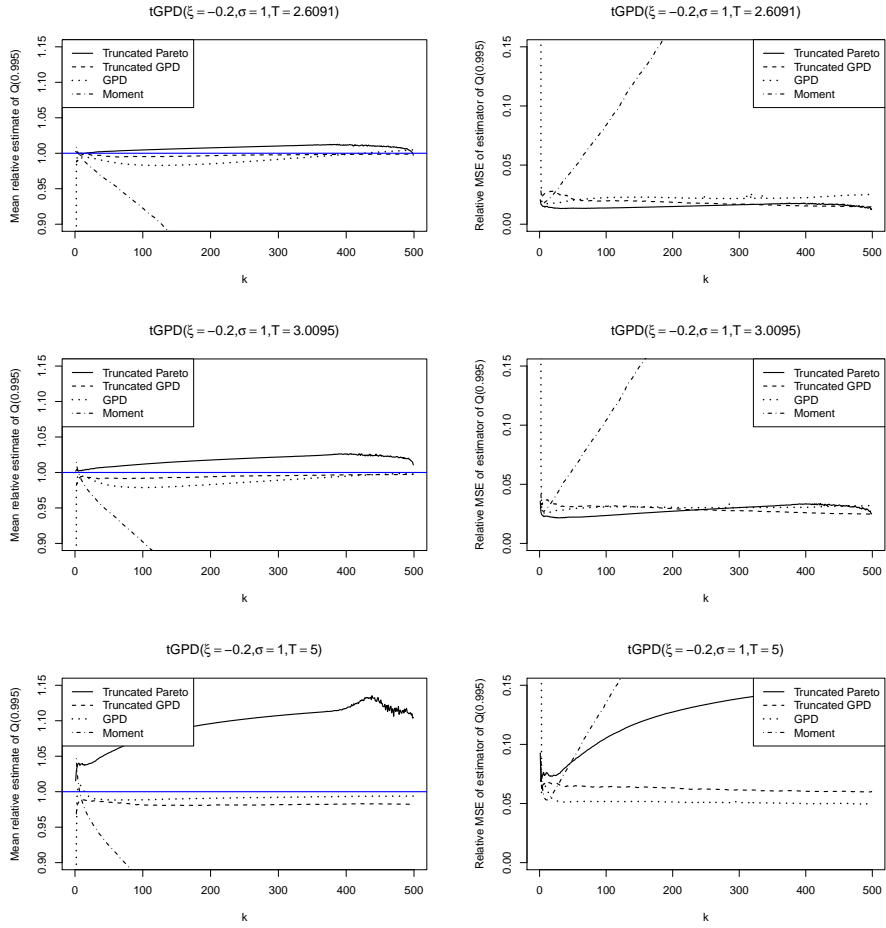 tGPD(ξ = −0.2,σ = 1,T = 2.6091)
Mean relative estimate of Q(0.995)
0.90 0.95 1.00 1.05 1.10 1.15
Truncated Pareto
Truncated GPD
GPD
Moment
0 100 200 300 400 500
k
tGPD(ξ = −0.2,σ = 1,T = 2.6091)
Relative MSE of estimator of Q(0.995)
0.00 0.05 0.10 0.15
Truncated Pareto
Truncated GPD
GPD
Moment
0 100 200 300 400 500
k
tGPD(ξ = −0.2,σ = 1,T = 3.0095)
Mean relative estimate of Q(0.995)
0.90 0.95 1.00 1.05 1.10 1.15
Truncated Pareto
Truncated GPD
GPD
Moment
0 100 200 300 400 500
k
tGPD(ξ = −0.2,σ = 1,T = 3.0095)
Relative MSE of estimator of Q(0.995)
0.00 0.05 0.10 0.15
Truncated Pareto
Truncated GPD
GPD
Moment
0 100 200 300 400 500
k
tGPD(ξ = −0.2,σ = 1,T = 5)
Mean relative estimate of Q(0.995)
0.90 0.95 1.00 1.05 1.10 1.15
Truncated Pareto
Truncated GPD
GPD
Moment
0 100 200 300 400 500
k
tGPD(ξ = −0.2,σ = 1,T = 5)
Relative MSE of estimator of Q(0.995)
0.00 0.05 0.10 0.15
Truncated Pareto
Truncated GPD
GPD
Moment
0 100 200 300 400 500
k